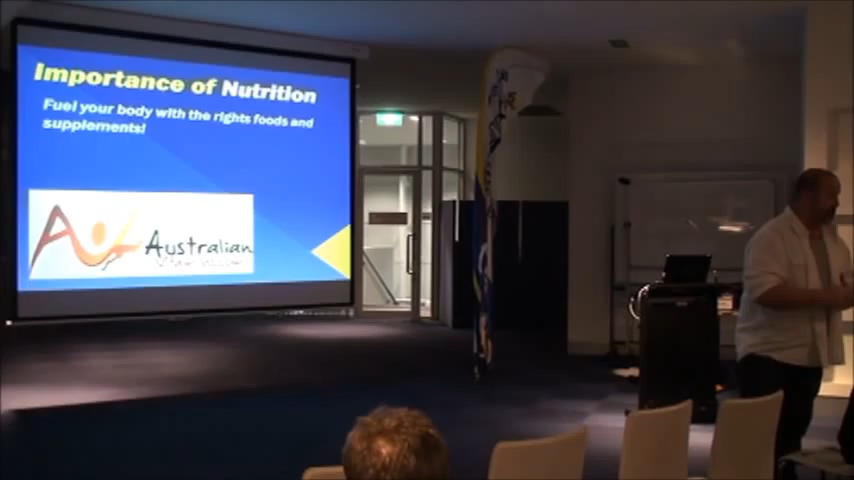 Importance of Nutrition
Fuel your body with the rights foods and
supplements!
Australian